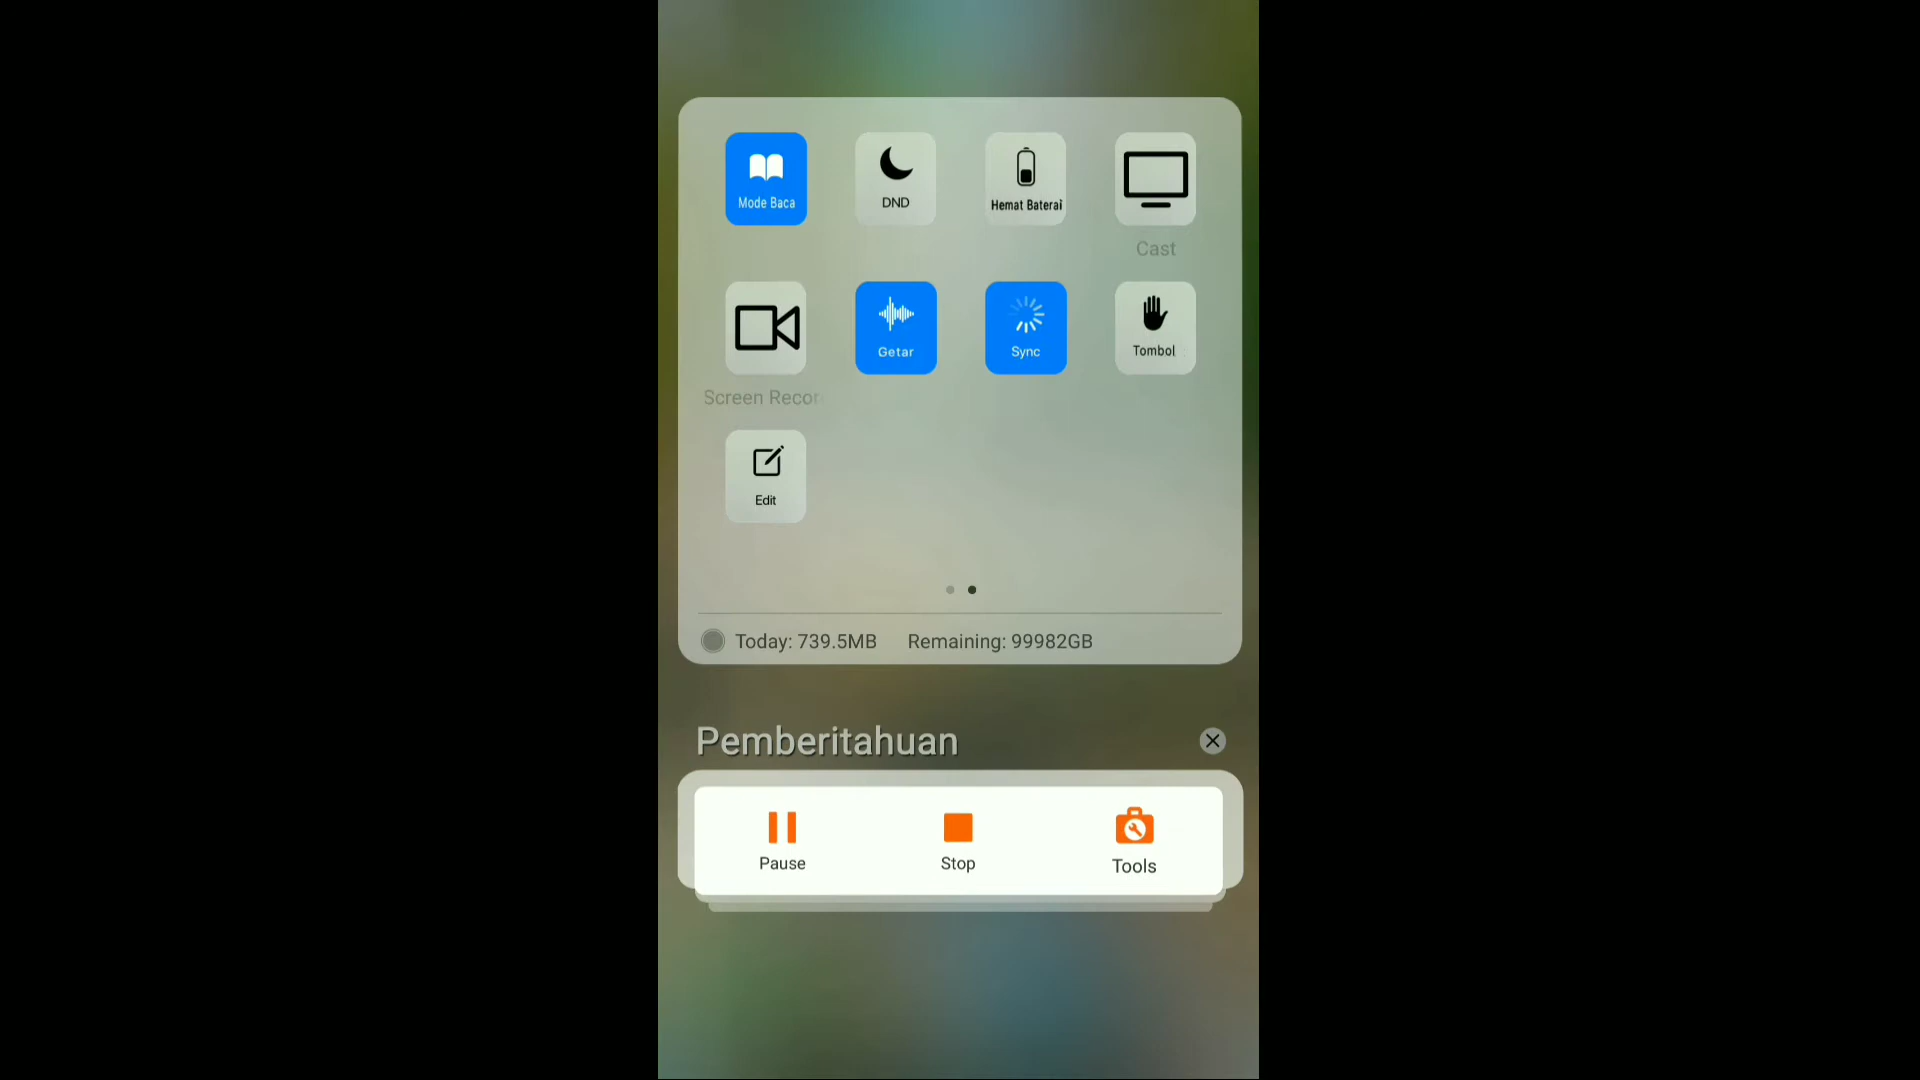 Mode Baca
DND
Hemat Baterai
Cast
Screen Recor
Getar
Sync
Tombol
Edit
Today: 739.5MB Remaining: 99982GB
Pemberitahuan
Pause
Stop
Tools